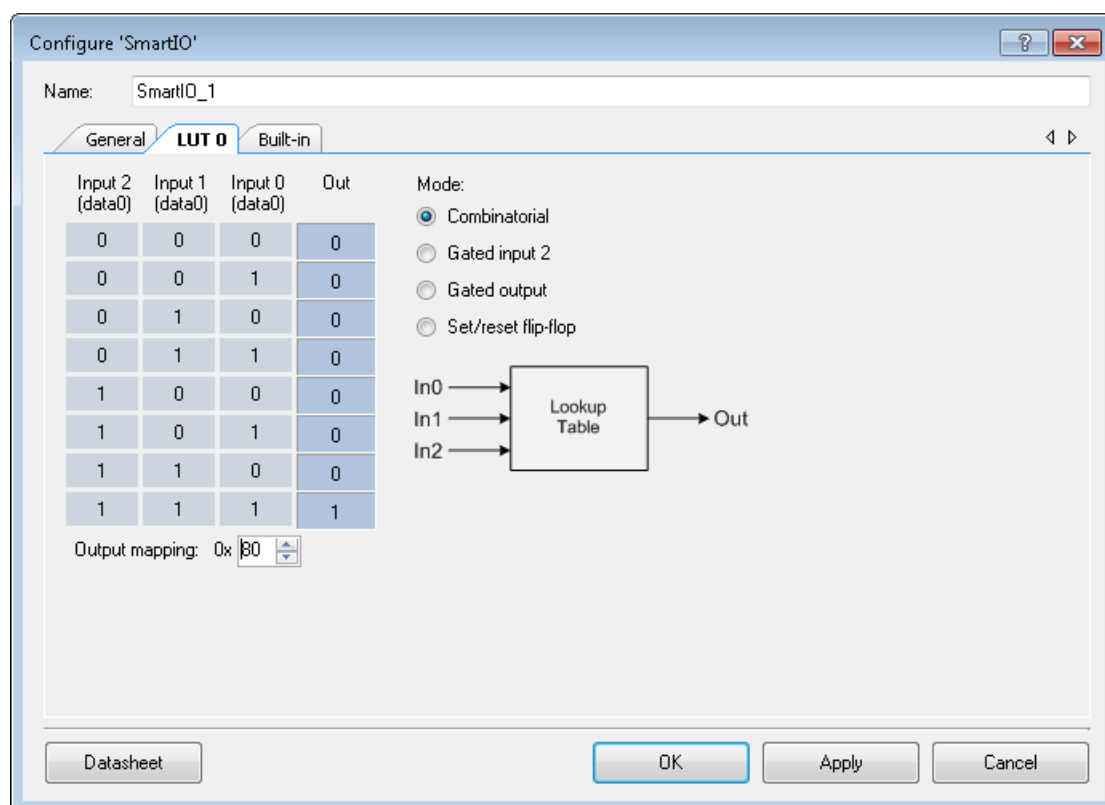 Configure 'SmartIO'
Name: SmartIO_1
General LUT 0 Built-in
Input 2 Input 1 Input 0 Out
(data0) (data0) (data0)
0 0 0 0
0 0 1 0
0 1 0 0
0 1 1 0
1 0 0 0
1 0 1 0
1 1 0 0
1 1 1 1
Output mapping: 0x 80
Mode:
Combinatorial
Gated input 2
Gated output
Set/reset flip-flop
In0
In1
In2
Lookup
Table
Out
Datasheet OK Apply Cancel